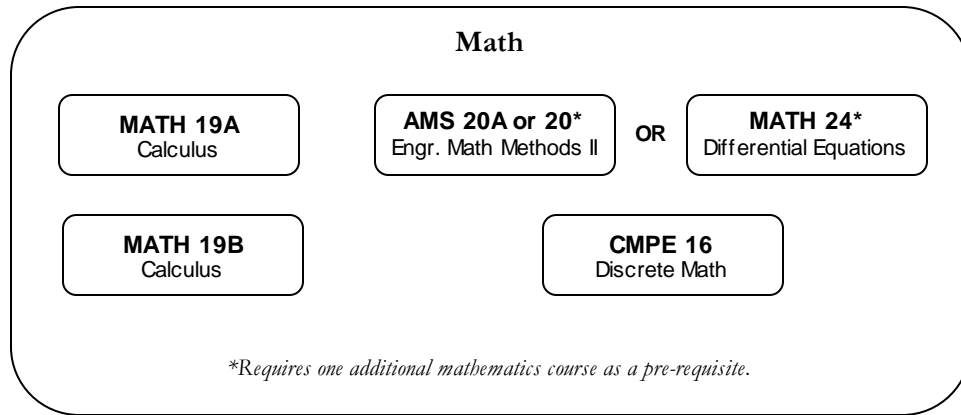 Math
MATH 19A
Calculus
AMS 20A or 20*
Engr. Math Methods II
OR
MATH 24*
Differential Equations
MATH 19B
Calculus
CMPE 16
Discrete Math
*Requires one additional mathematics course as a pre-requisite.